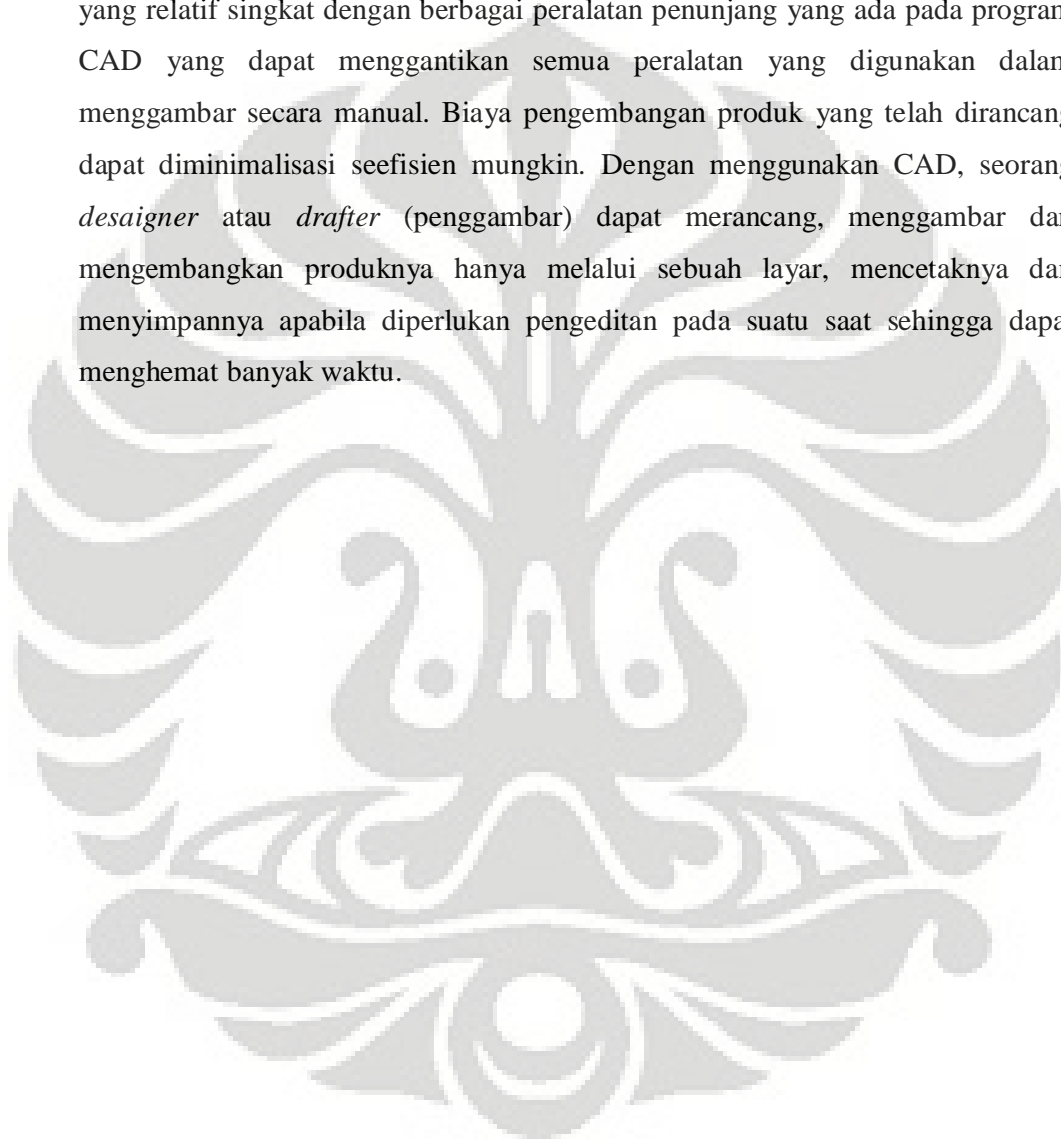 yang relatif singkat dengan berbagai peralatan penunjang yang ada pada program
CAD yang dapat menggantikan semua peralatan yang digunakan dalam
menggambar secara manual. Biaya pengembangan produk yang telah dirancang
dapat diminimalisasi seefisien mungkin. Dengan menggunakan CAD, seorang
desaigner atau drafter (penggambar) dapat merancang, menggambar dan
mengembangkan produknya hanya melalui sebuah layar, mencetaknya dan
menyimpannya apabila diperlukan pengeditan pada suatu saat sehingga dapat
menghemat banyak waktu.